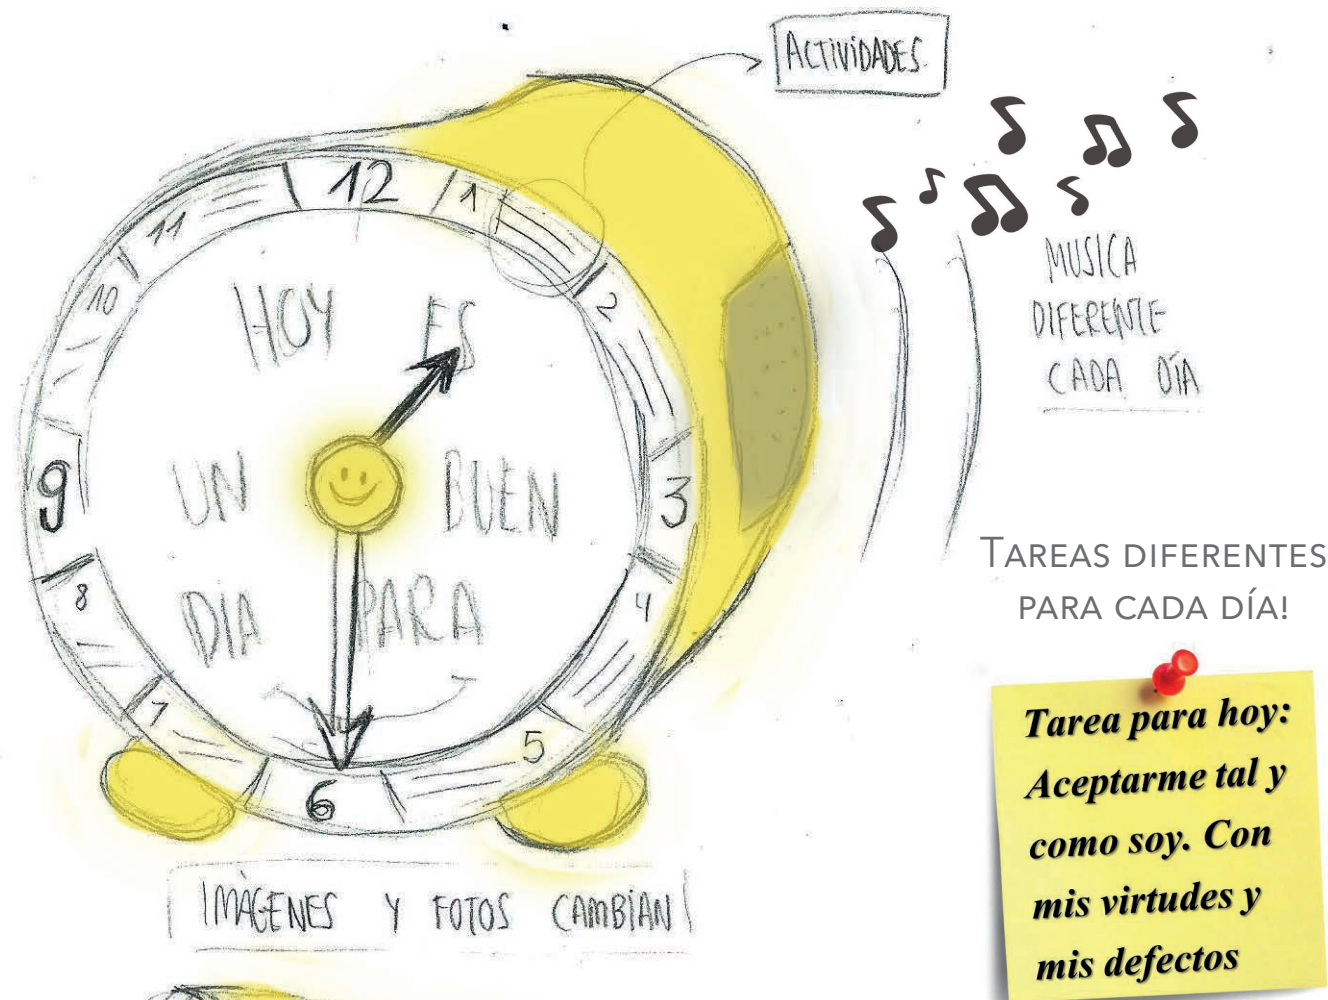 ACTIVIDADES
12
1
2
3
4
5
6
7
8
9
10
11
HOY ES
UN BUEN
DIA PARA
MUSICA
DIFERENTE
CADA DÍA
TAREAS DIFERENTES
PARA CADA DÍA!
Tarea para hoy:
Aceptarme tal y
como soy. Con
mis virtudes y
mis defectos
IMÀGENES Y FOTOS CAMBIAN